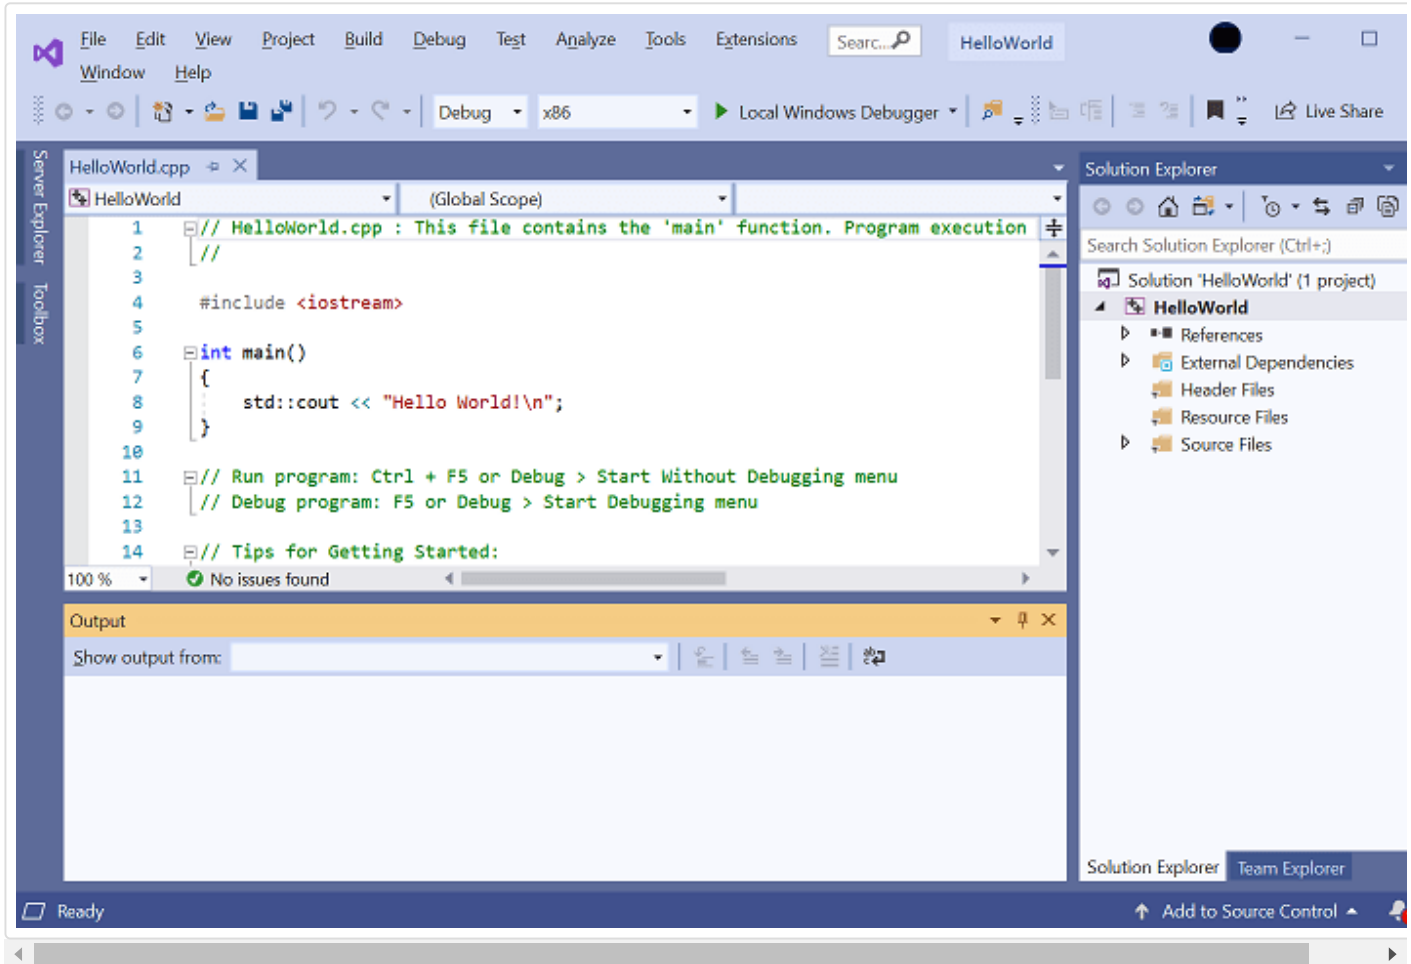 File Edit View Project Build Debug Test Analyze Tools Extensions Searc... HelloWorld
Window Help
Debug x86 Local Windows Debugger Live Share
Server Explorer
Toolbox
HelloWorld.cpp
HelloWorld (Global Scope)
1 // HelloWorld.cpp : This file contains the 'main' function. Program execution
2 //
3
4 #include <iostream>
5
6 int main()
7 {
8 std::cout << "Hello World!\n";
9 }
10
11 // Run program: Ctrl + F5 or Debug > Start Without Debugging menu
12 // Debug program: F5 or Debug > Start Debugging menu
13
14 // Tips for Getting Started:
100 % No issues found
Output
Show output from:
Solution Explorer
Search Solution Explorer (Ctrl+;)
Solution 'HelloWorld' (1 project)
HelloWorld
References
External Dependencies
Header Files
Resource Files
Source Files
Solution Explorer Team Explorer
Ready Add to Source Control